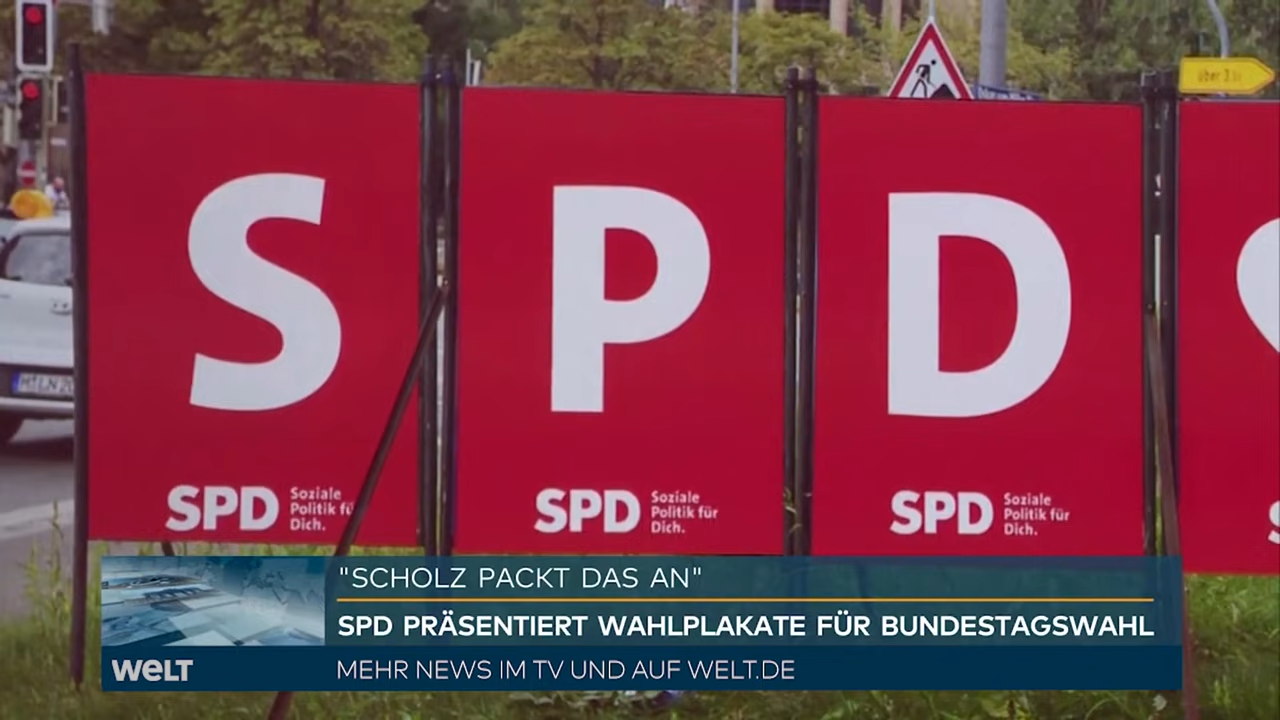 über
S
P
D
SPD
Soziale
Politik
Dich.
SPD
Soziale
Politik für
Dich.
SPD
Soziale
Politik für
Dich.
"SCHOLZ PACKT DAS AN"
SPD PRÄSENTIERT WAHLPLAKATE FÜR BUNDESTAGSWAHL
WELT
MEHR NEWS IM TV UND AUF WELT.DE